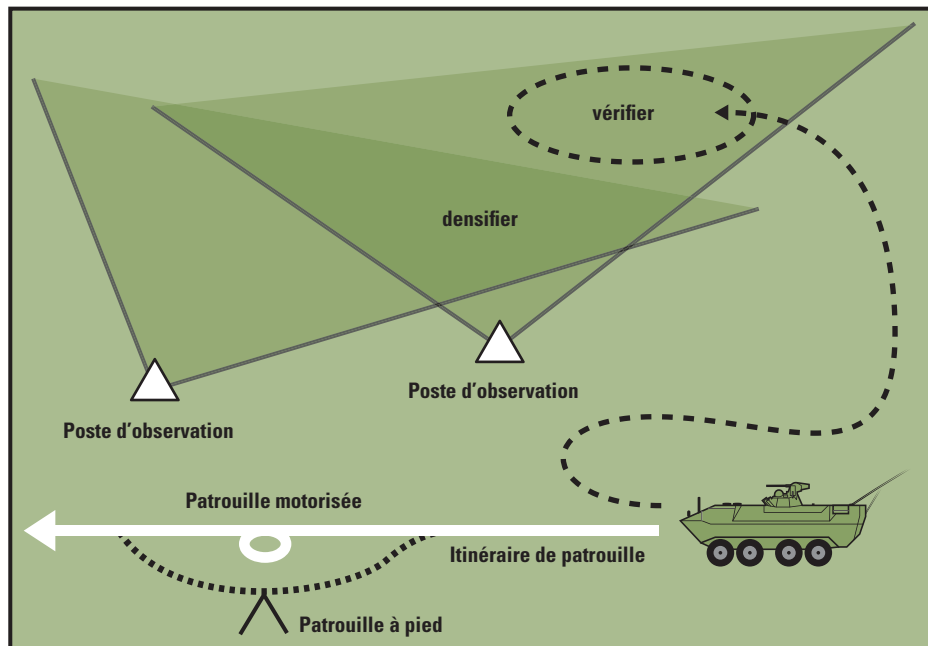 vérifier
densifier
Poste d’observation
Poste d’observation
Patrouille motorisée
Itinéraire de patrouille
Patrouille à pied